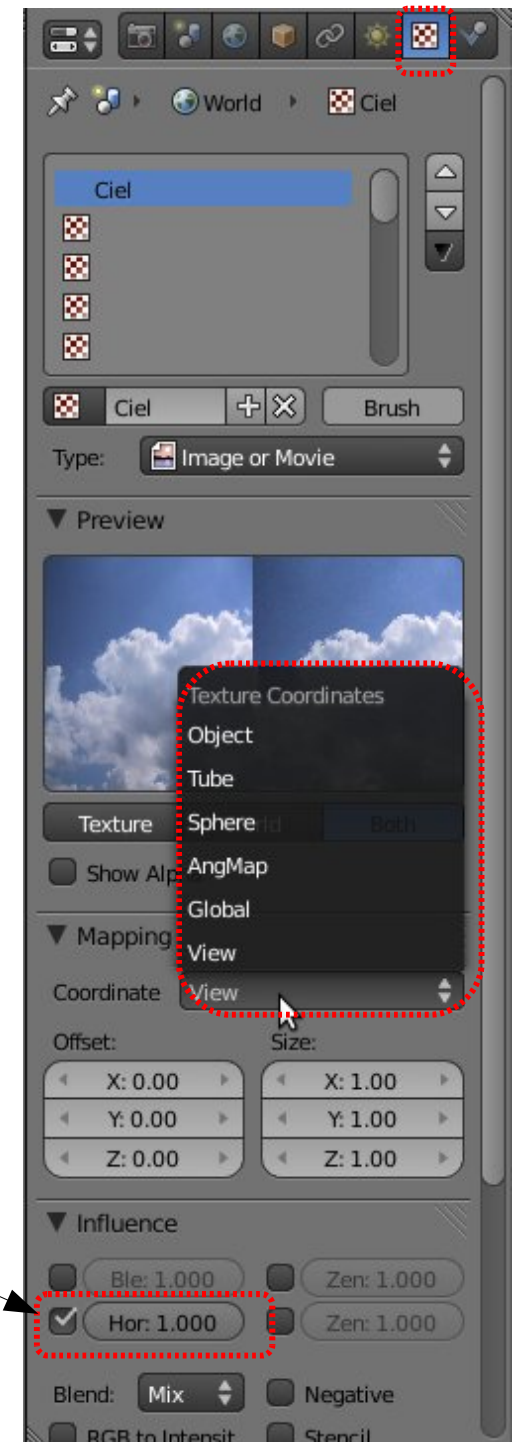 World Ciel
Ciel
Ciel Brush
Type: Image or Movie
Preview
Texture Coordinates
Object
Tube
Texture Sphere Both
AngMap
Show Alp
Global
Mapping
View
Coordinate View
Offset: Size:
X: 0.00 X: 1.00
Y: 0.00 Y: 1.00
Z: 0.00 Z: 1.00
Influence
Ble: 1.000 Zen: 1.000
Hor: 1.000 Zen: 1.000
Blend: Mix Negative
RGB to Intensit Stencil